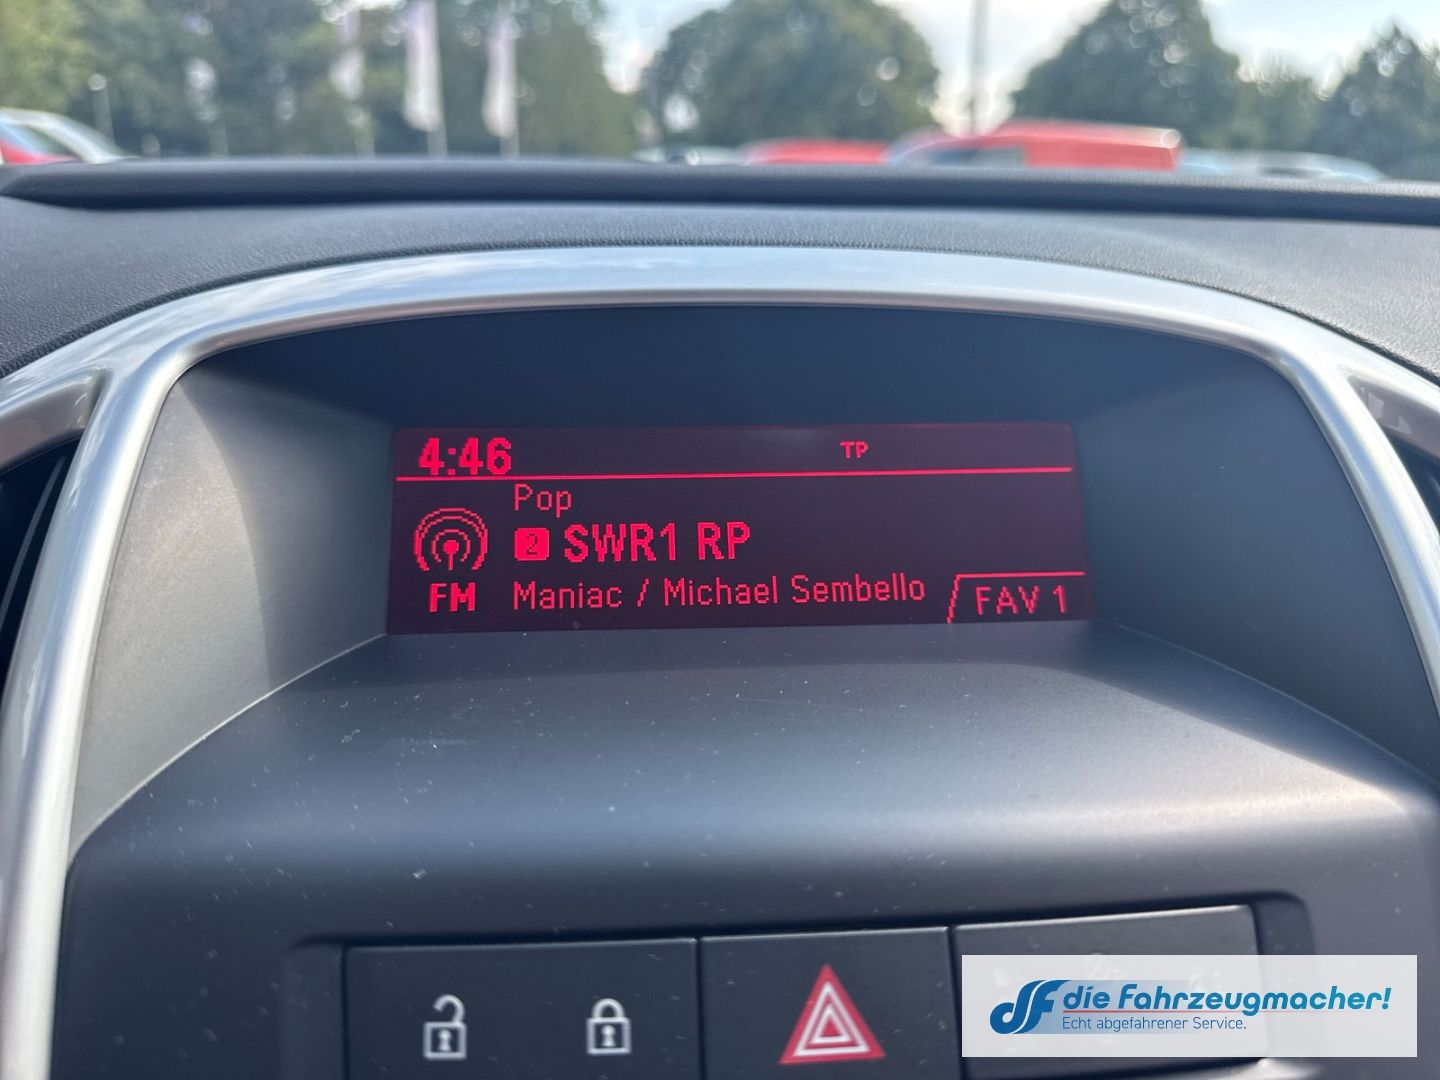 4:46 TP
Pop
2 SWR1 RP
FM Maniac / Michael Sembello FAV 1
die Fahrzeugmacher!
Echt abgefahrener Service.